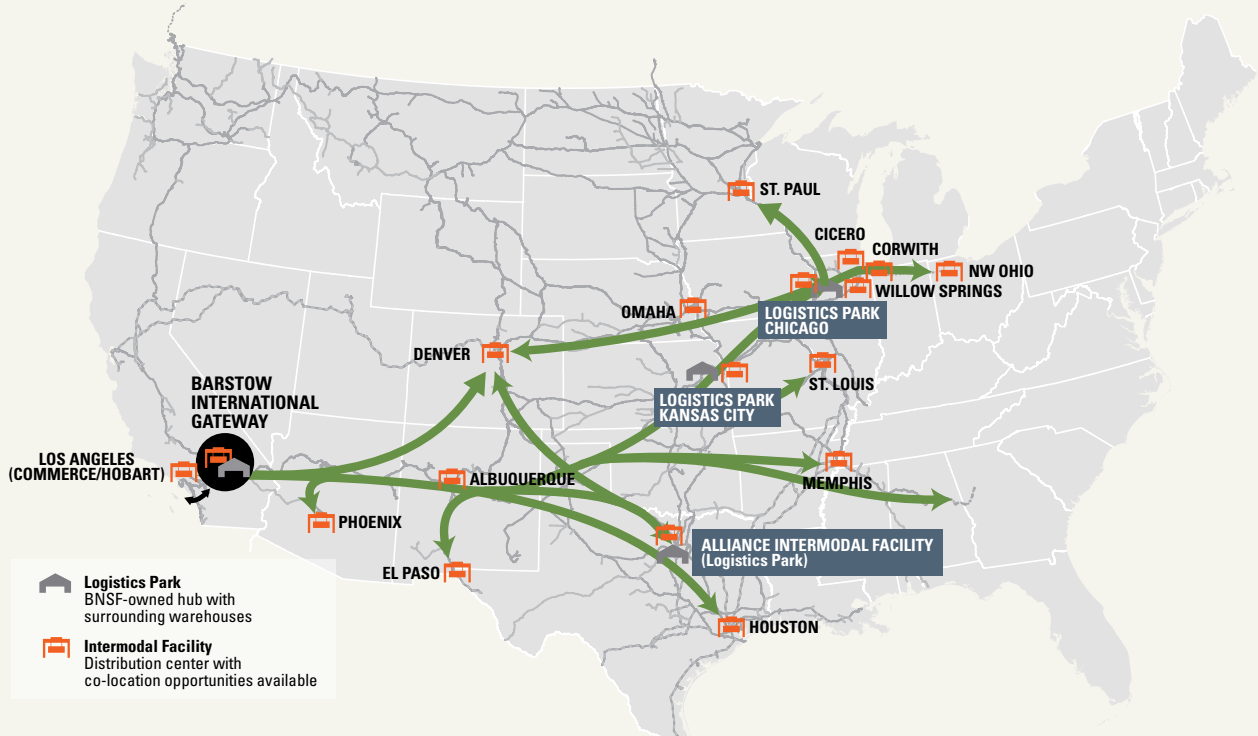 ST. PAUL
CICERO
CORWITH
NW OHIO
WILLOW SPRINGS
OMAHA
LOGISTICS PARK
CHICAGO
DENVER
ST. LOUIS
LOGISTICS PARK
KANSAS CITY
BARSTOW
INTERNATIONAL
GATEWAY
LOS ANGELES
(COMMERCE/HOBART)
ALBUQUERQUE
MEMPHIS
PHOENIX
ALLIANCE INTERMODAL FACILITY
(Logistics Park)
EL PASO
HOUSTON
Logistics Park
BNSF-owned hub with
surrounding warehouses
Intermodal Facility
Distribution center with
co-location opportunities available